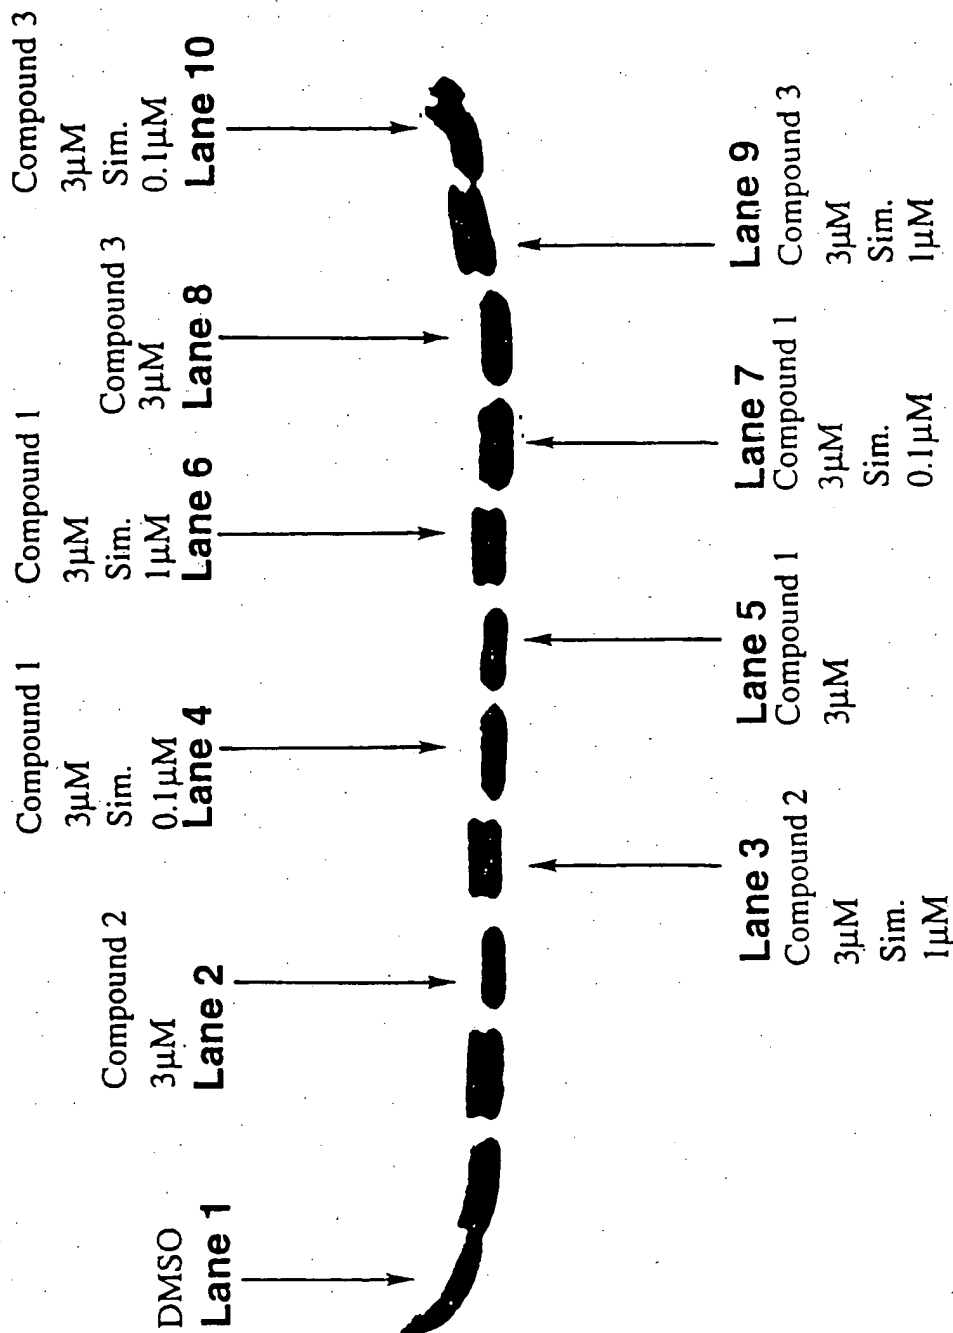 DMSO
Lane 1
Compound 2
3µM
Lane 2
Lane 3
Compound 2
3µM
Sim.
1µM
Compound 1
3µM
Sim.
0.1µM
Lane 4
Lane 5
Compound 1
3µM
Compound 1
3µM
Sim.
1µM
Lane 6
Lane 7
Compound 1
3µM
Sim.
0.1µM
Compound 3
3µM
Lane 8
Lane 9
Compound 3
3µM
Sim.
1µM
Compound 3
3µM
Sim.
0.1µM
Lane 10